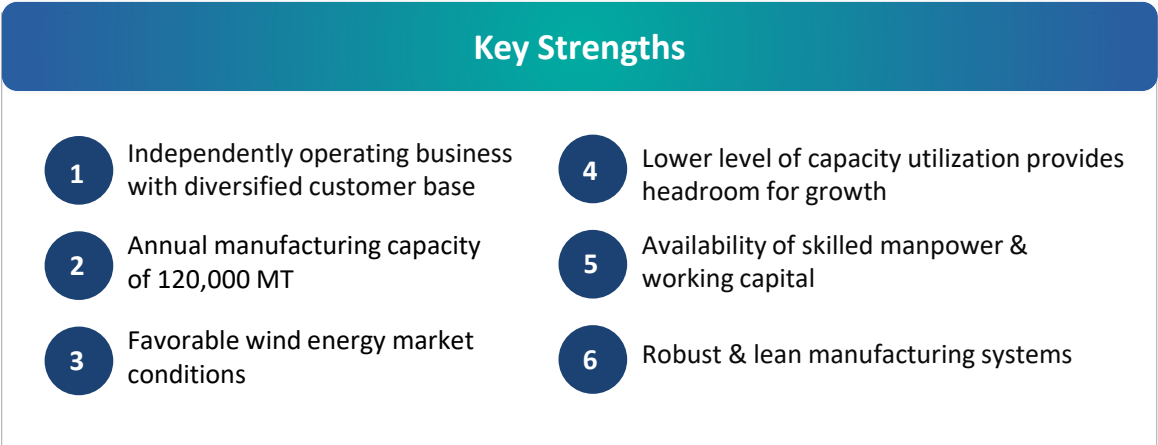 Key Strengths
1
Independently operating business
with diversified customer base
2
Annual manufacturing capacity
of 120,000 MT
3
Favorable wind energy market
conditions
4
Lower level of capacity utilization provides
headroom for growth
5
Availability of skilled manpower &
working capital
6
Robust & lean manufacturing systems